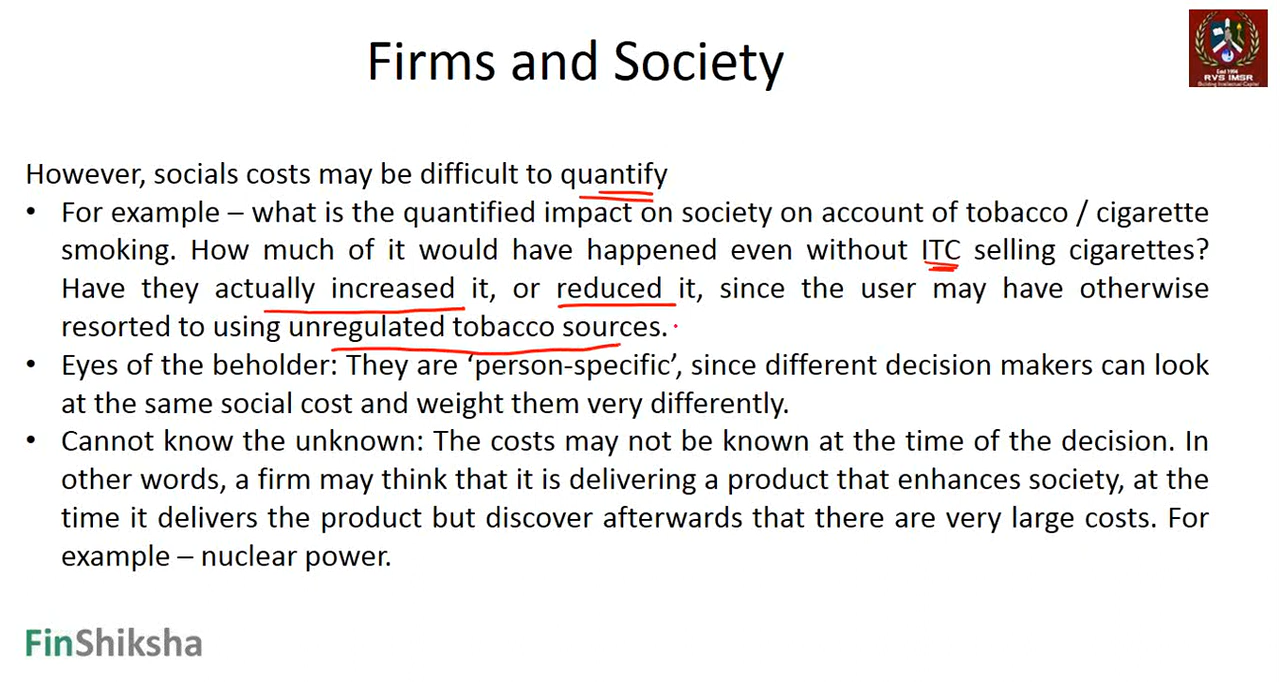 Firms and Society
Estd 1984
RVS IMSR
Building Intellectual Capital
However, socials costs may be difficult to quantify
• For example – what is the quantified impact on society on account of tobacco / cigarette
smoking. How much of it would have happened even without ITC selling cigarettes?
Have they actually increased it, or reduced it, since the user may have otherwise
resorted to using unregulated tobacco sources.
• Eyes of the beholder: They are ‘person-specific’, since different decision makers can look
at the same social cost and weight them very differently.
• Cannot know the unknown: The costs may not be known at the time of the decision. In
other words, a firm may think that it is delivering a product that enhances society, at the
time it delivers the product but discover afterwards that there are very large costs. For
example – nuclear power.
FinShiksha